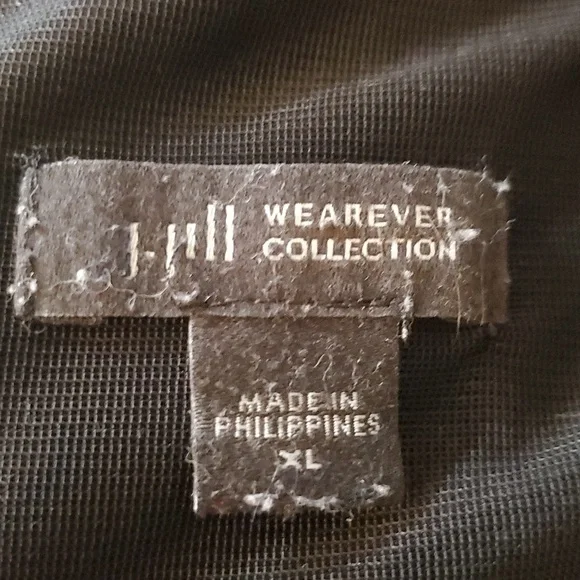 J.Jill
WEAREVER
COLLECTION
MADE IN
PHILIPPINES
XL